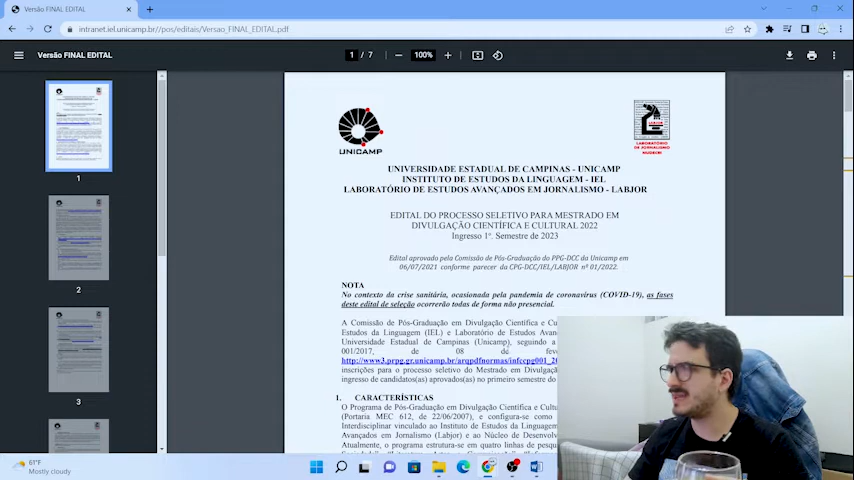 Versão FINAL EDITAL
intranet.iel.unicamp.br//pos/editais/Versao_FINAL_EDITAL.pdf
Versão FINAL EDITAL
1 / 7
100%
1
2
3
UNICAMP
LABORATÓRIO
DE JORNALISMO
UNIVERSIDADE ESTADUAL DE CAMPINAS - UNICAMP
INSTITUTO DE ESTUDOS DA LINGUAGEM - IEL
LABORATÓRIO DE ESTUDOS AVANÇADOS EM JORNALISMO - LABJOR
EDITAL DO PROCESSO SELETIVO PARA MESTRADO EM
DIVULGAÇÃO CIENTÍFICA E CULTURAL 2022
Ingresso 1º. Semestre de 2023
Edital aprovado pela Comissão de Pós-Graduação do PPG-DCC da Unicamp em
06/07/2021 conforme parecer da CPG-DCC/IEL/LABJOR nº 01/2022.
NOTA
No contexto da crise sanitária, ocasionada pela pandemia de coronavírus (COVID-19), as fases
deste edital de seleção ocorrerão todas de forma não presencial.
A Comissão de Pós-Graduação em Divulgação Científica e Cu
Estudos da Linguagem (IEL) e Laboratório de Estudos Avan
Universidade Estadual de Campinas (Unicamp), seguindo a
001/2017, de 08 de feve
http://www3.prpg.gr.unicamp.br/arqpdfnormas/infccpg001_20
inscrições para o processo seletivo do Mestrado em Divulgaç
ingresso de candidatos(as) aprovados(as) no primeiro semestre do
1. CARACTERÍSTICAS
O Programa de Pós-Graduação em Divulgação Científica e Cultu
(Portaria MEC 612, de 22/06/2007), e configura-se como
Interdisciplinar vinculado ao Instituto de Estudos da Linguagem
Avançados em Jornalismo (Labjor) e ao Núcleo de Desenvolv
Atualmente, o programa estrutura-se em quatro linhas de pesqu
61°F
Mostly cloudy